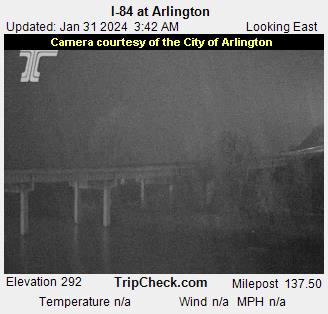 I-84 at Arlington
Updated: Jan 31 2024 3:42 AM Looking East
Camera courtesy of the City of Arlington
Elevation 292 TripCheck.com Milepost 137.50
Temperature n/a Wind n/a MPH n/a